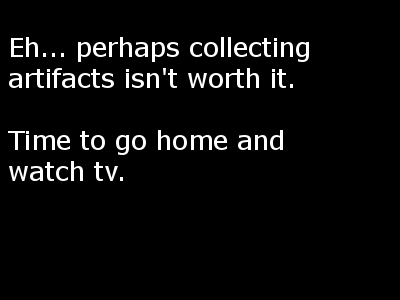 Eh... perhaps collecting
artifacts isn't worth it.
Time to go home and
watch tv.